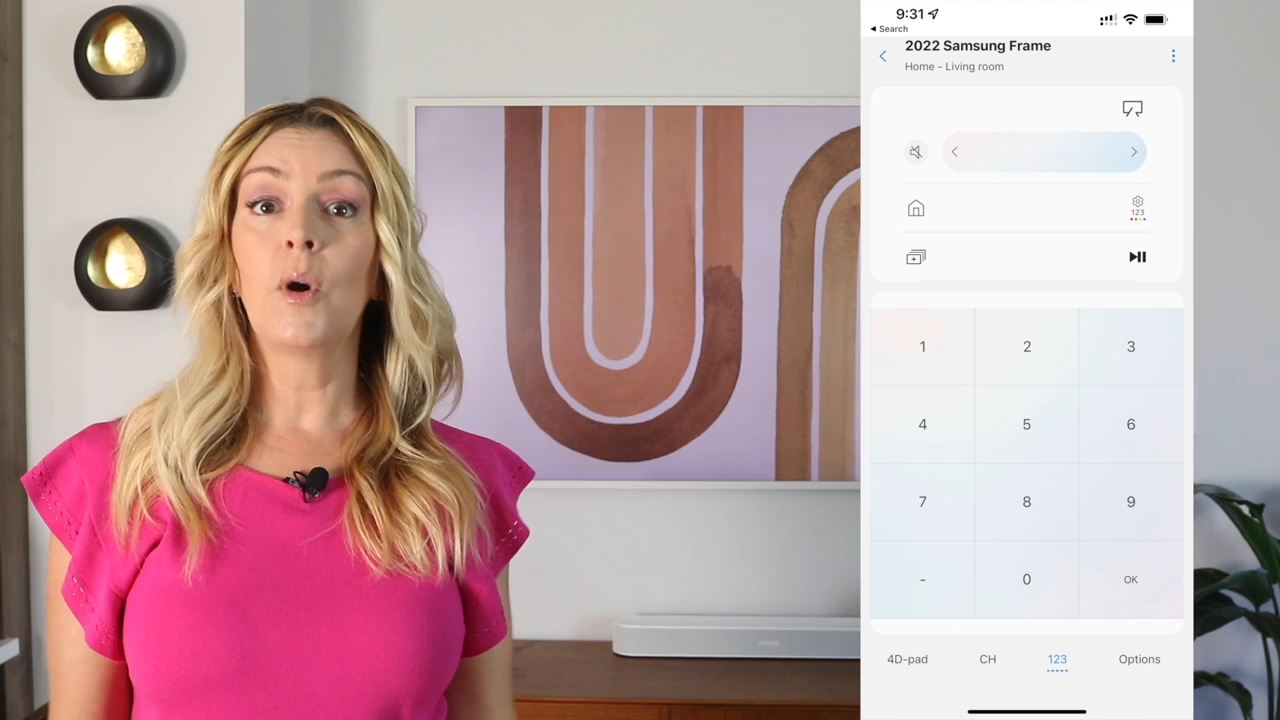 9:31
◀ Search
2022 Samsung Frame
Home - Living room
123
1 2 3
4 5 6
7 8 9
- 0 OK
4D-pad CH 123 Options